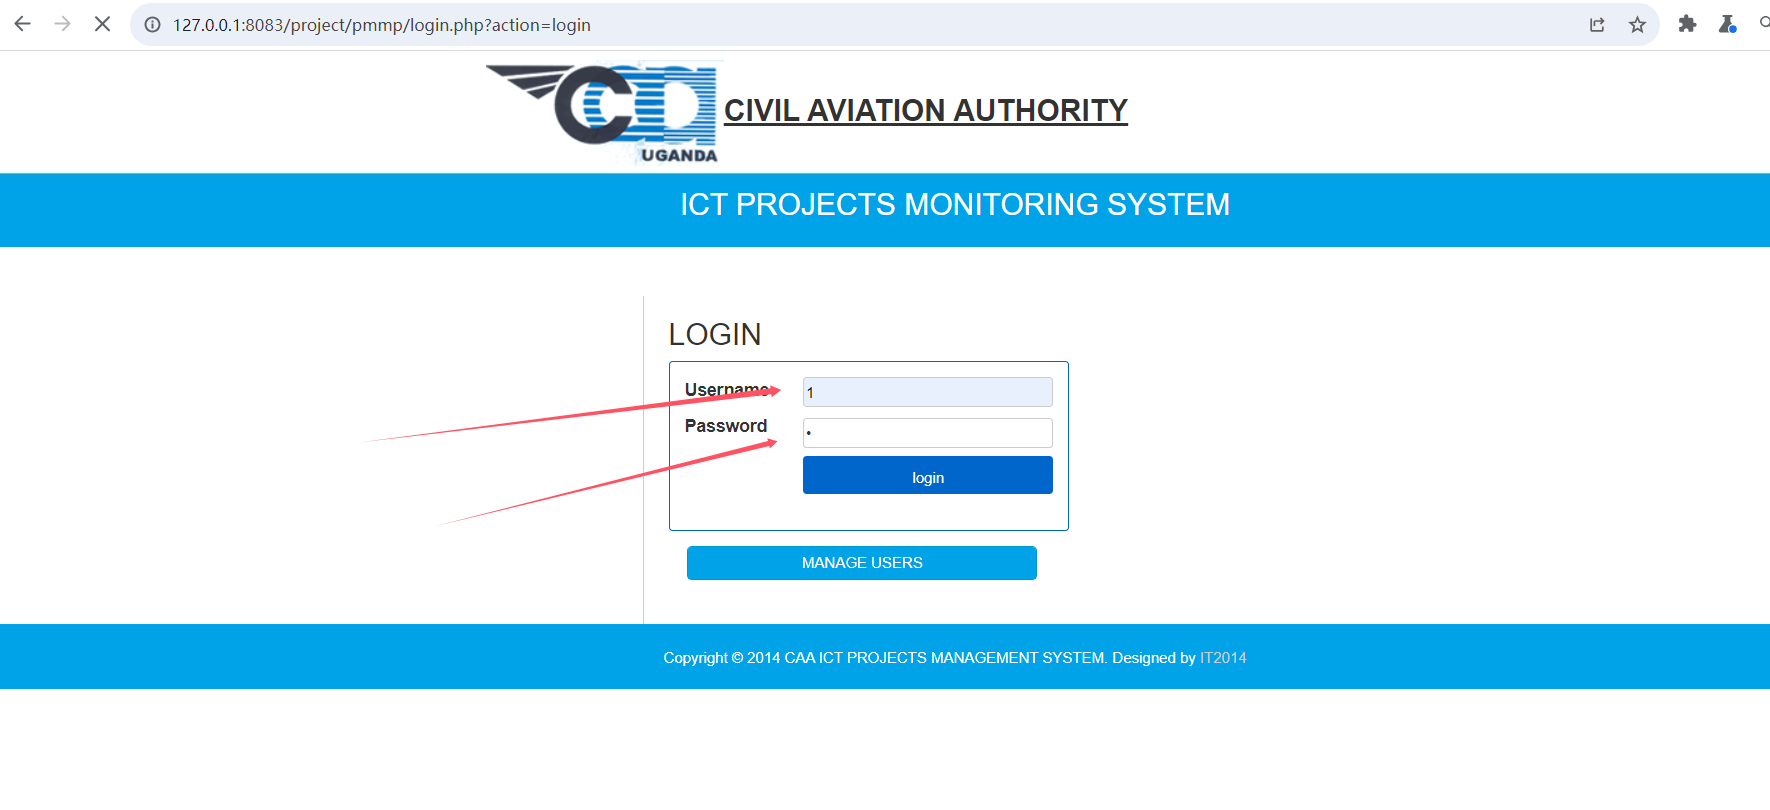 127.0.0.1:8083/project/pmmp/login.php?action=login
UGANDA
CIVIL AVIATION AUTHORITY
ICT PROJECTS MONITORING SYSTEM
LOGIN
Username 1
Password •
login
MANAGE USERS
Copyright © 2014 CAA ICT PROJECTS MANAGEMENT SYSTEM. Designed by IT2014